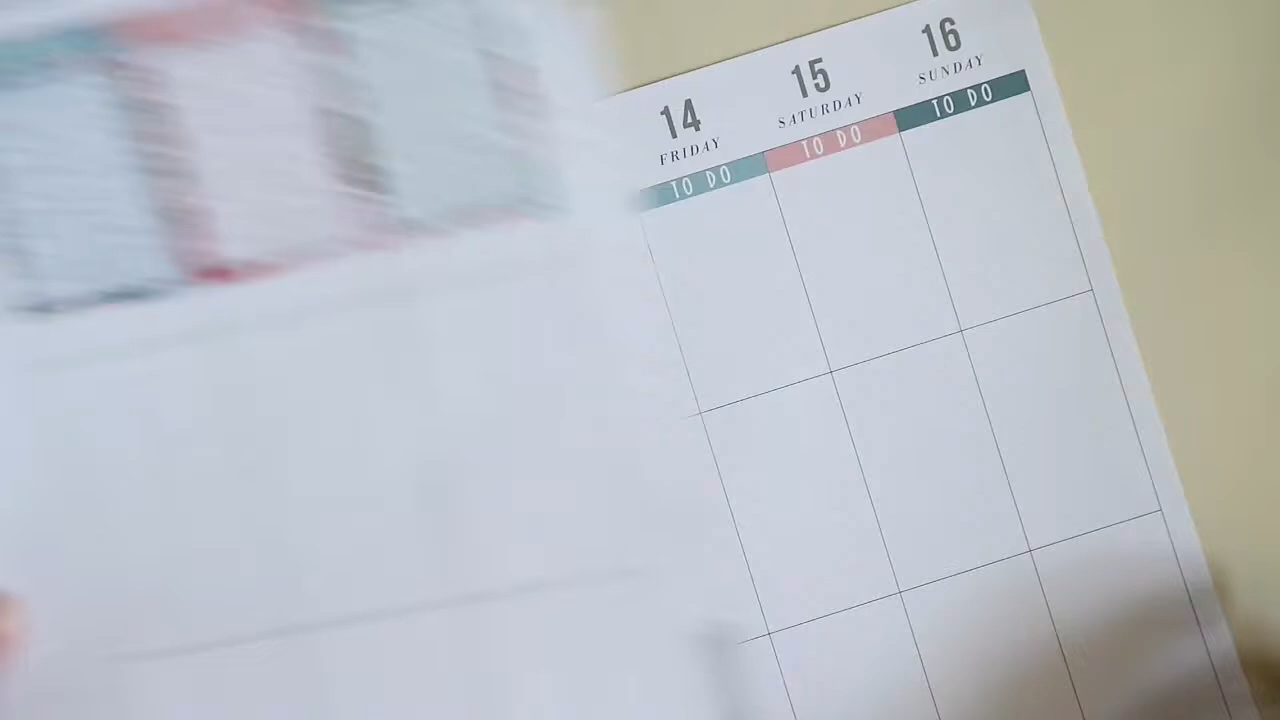 14
FRIDAY
TO DO
15
SATURDAY
TO DO
16
SUNDAY
TO DO